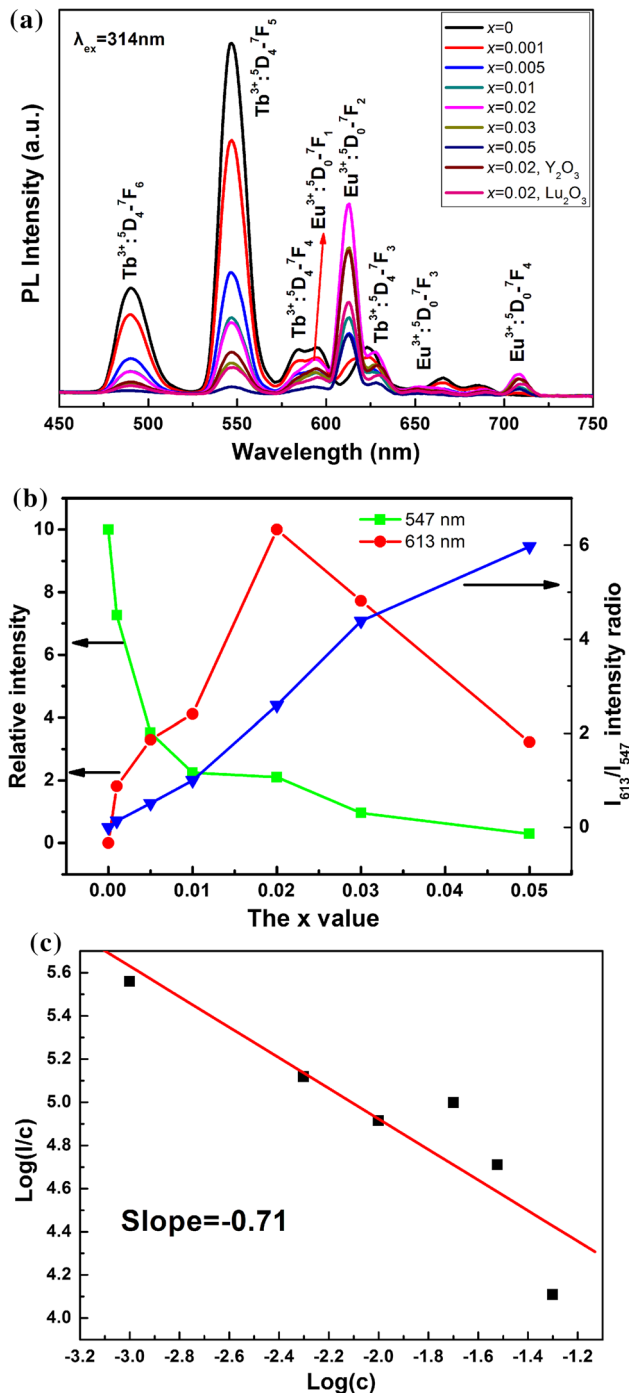 (a)
λex=314nm
Tb³⁺:⁵D₄-⁷F₆
Tb³⁺:⁵D₄-⁷F₅
Tb³⁺:⁵D₄-⁷F₄
Eu³⁺:⁵D₀-⁷F₁
Eu³⁺:⁵D₀-⁷F₂
Tb³⁺:⁵D₄-⁷F₃
Eu³⁺:⁵D₀-⁷F₃
Eu³⁺:⁵D₀-⁷F₄
x=0
x=0.001
x=0.005
x=0.01
x=0.02
x=0.03
x=0.05
x=0.02, Y₂O₃
x=0.02, Lu₂O₃
PL Intensity (a.u.)
450 500 550 600 650 700 750
Wavelength (nm)
(b)
547 nm
613 nm
Relative intensity
10
8
6
4
2
0
I₆₁₃/I₅₄₇ intensity radio
6
4
2
0
0.00 0.01 0.02 0.03 0.04 0.05
The x value
(c)
Log(I/c)
5.6
5.4
5.2
5.0
4.8
4.6
4.4
4.2
4.0
Slope=-0.71
-3.2 -3.0 -2.8 -2.6 -2.4 -2.2 -2.0 -1.8 -1.6 -1.4 -1.2
Log(c)